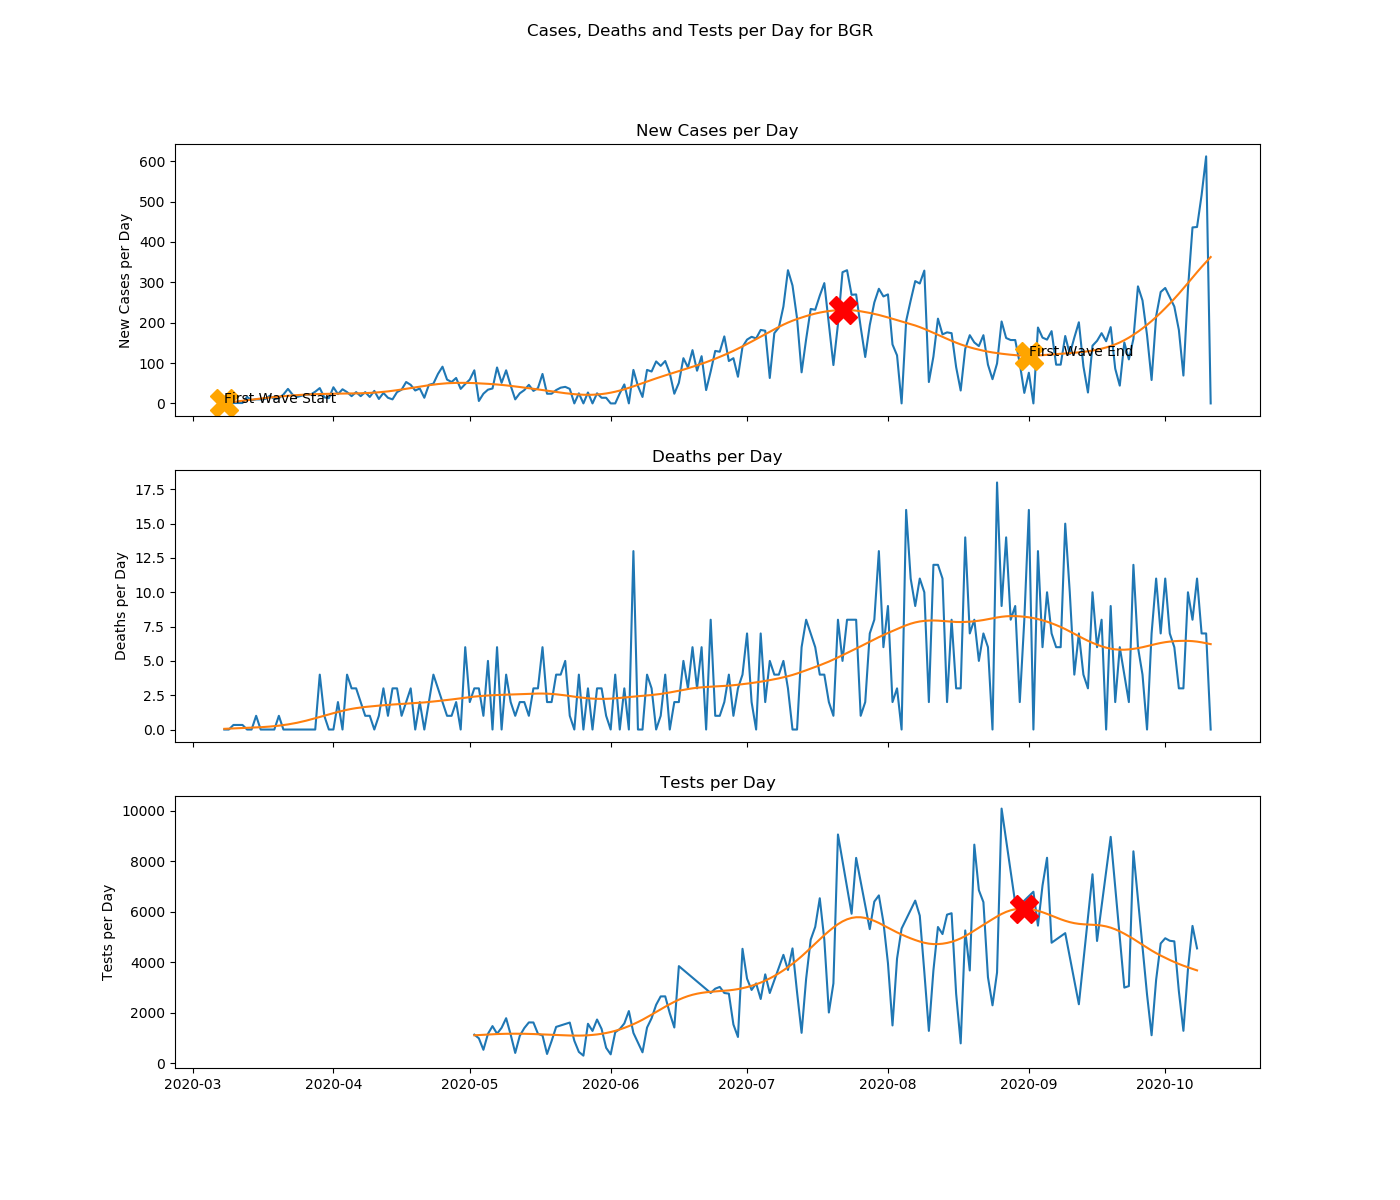 Cases, Deaths and Tests per Day for BGR
New Cases per Day
New Cases per Day
600
500
400
300
200
100
0
First Wave Start
First Wave End
Deaths per Day
Deaths per Day
17.5
15.0
12.5
10.0
7.5
5.0
2.5
0.0
Tests per Day
Tests per Day
10000
8000
6000
4000
2000
0
2020-03 2020-04 2020-05 2020-06 2020-07 2020-08 2020-09 2020-10